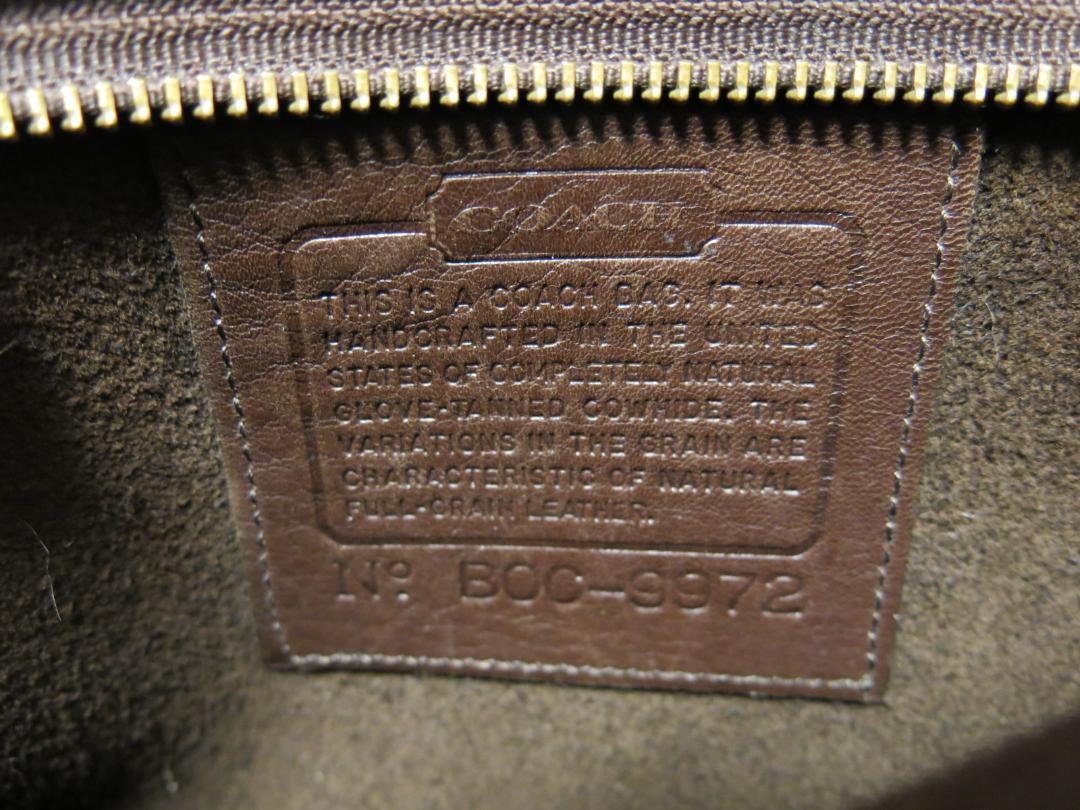 COACH
THIS IS A COACH BAG. IT WAS
HANDCRAFTED IN THE UNITED
STATES OF COMPLETELY NATURAL
GLOVE-TANNED COWHIDE. THE
VARIATIONS IN THE GRAIN ARE
CHARACTERISTIC OF NATURAL
FULL-GRAIN LEATHER.
Nº BOC-9972